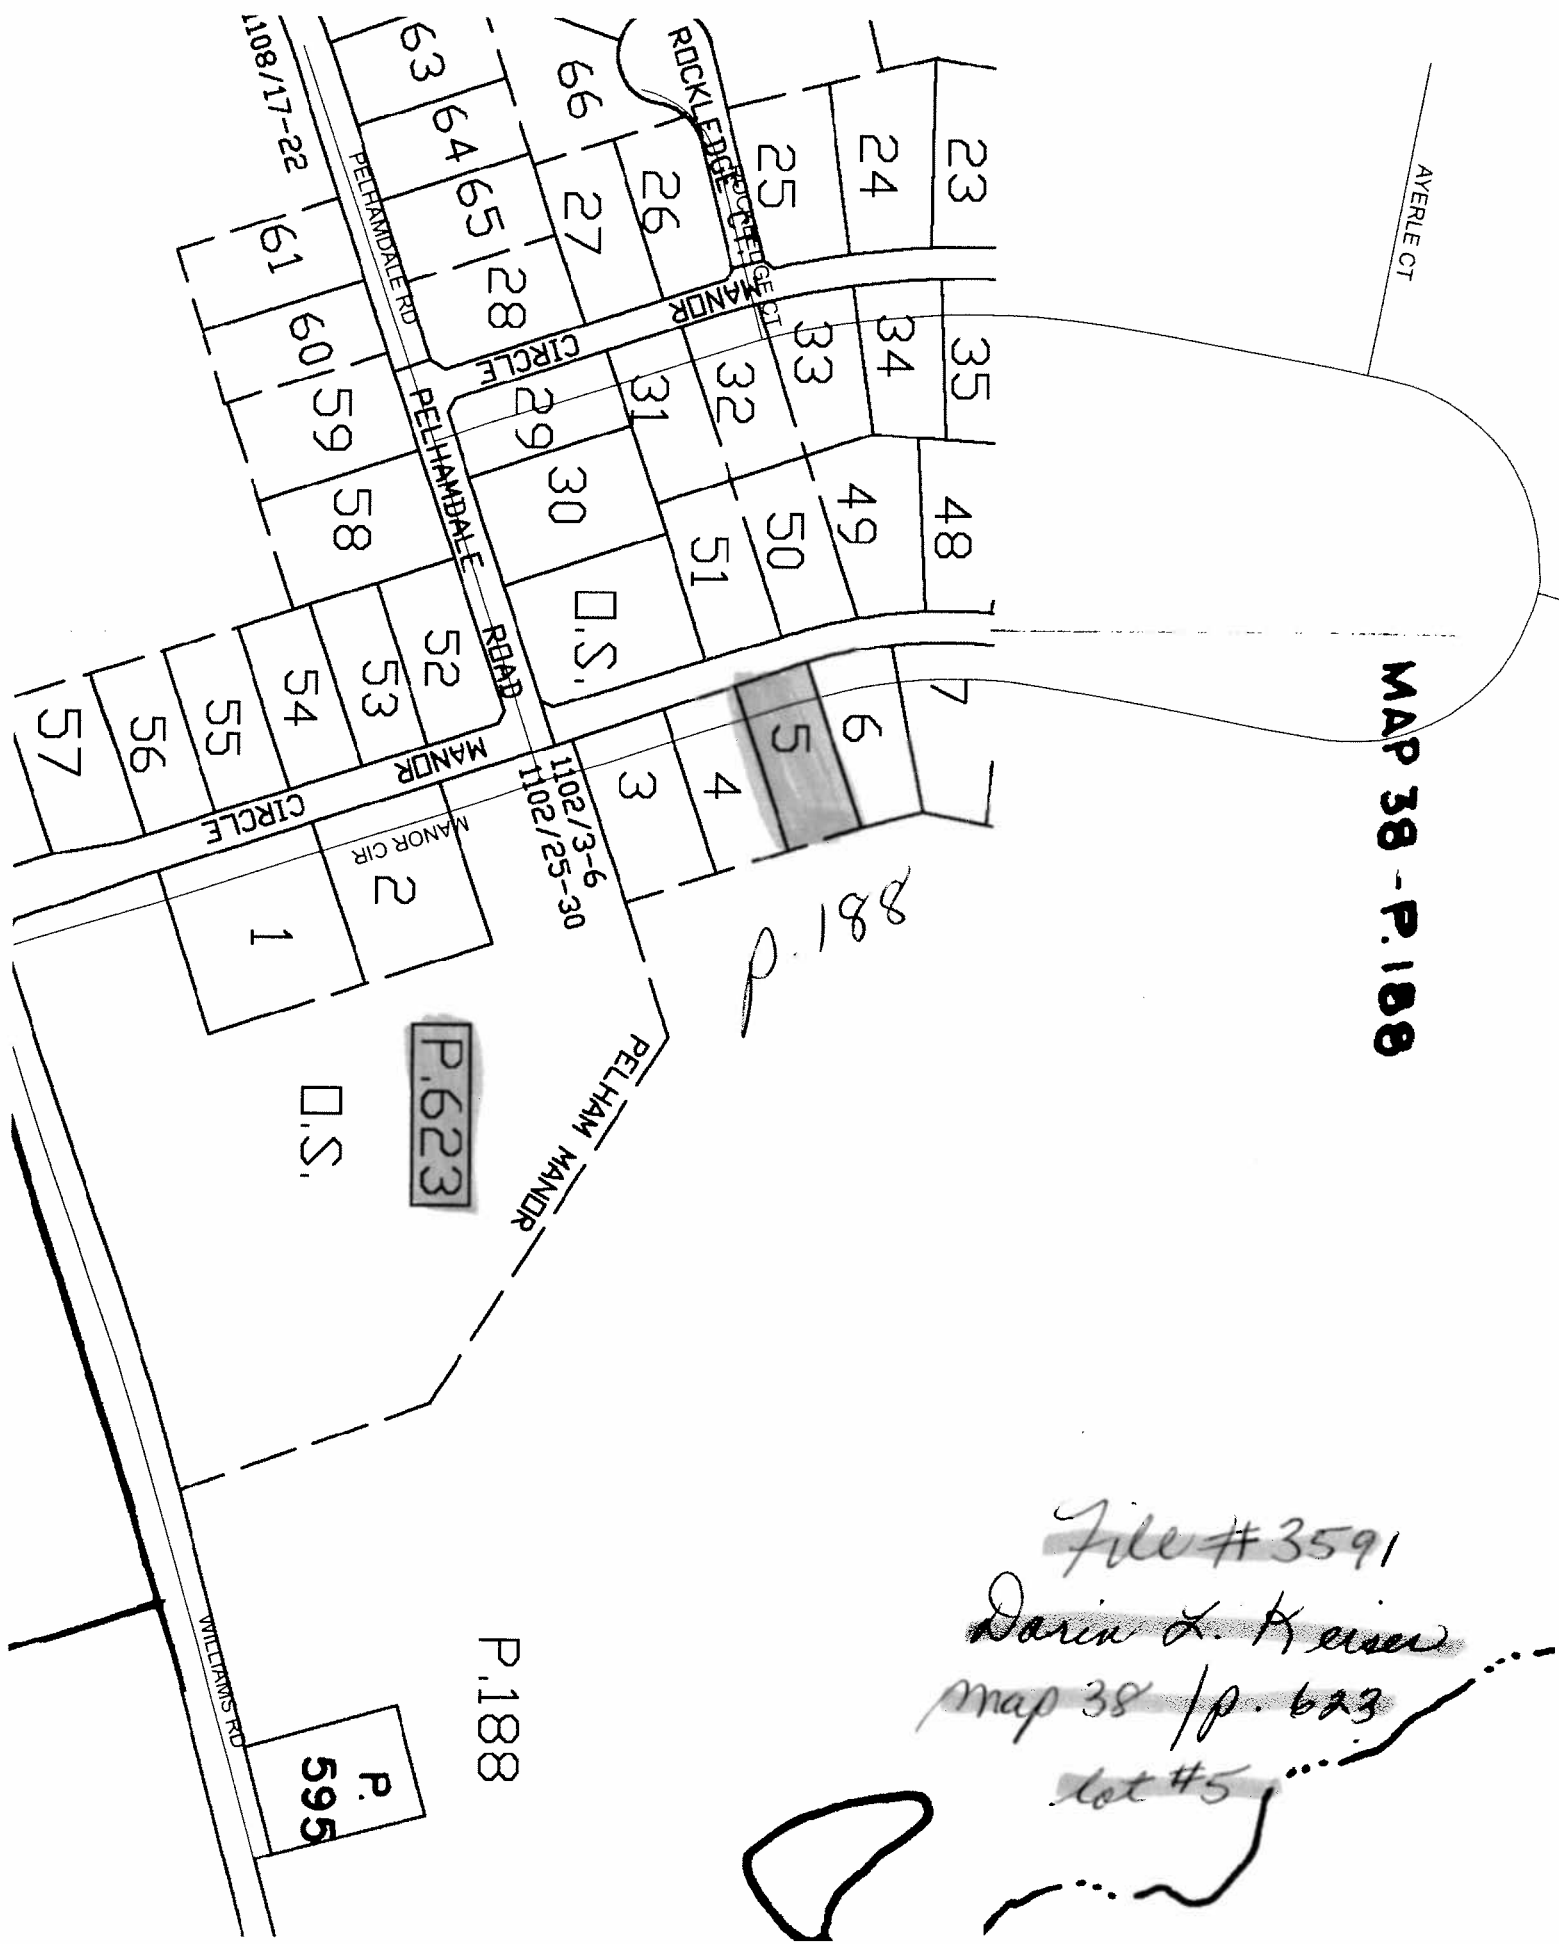 1108/17-22
63
64
65
66
ROCKLEDGE CT.
ROCKLEDGE CT
23
24
25
26
27
28
AYERLE CT
PELHAMDALE RD
61
60
59
58
MANOR
CIRCLE
29
30
31
32
33
34
35
48
49
50
51
O.S.
PELHAMDALE
ROAD
52
53
54
55
56
57
MANOR
CIRCLE
MANOR CIR
1
2
3
4
5
6
7
1102/3-6
1102/25-30
p. 188
MAP 38 - P. 188
P.623
O.S.
PELHAM MANOR
WILLIAMS RD
P.188
P.
595
File #3591
Darin L. Keiser
Map 38 / p. 623
lot #5